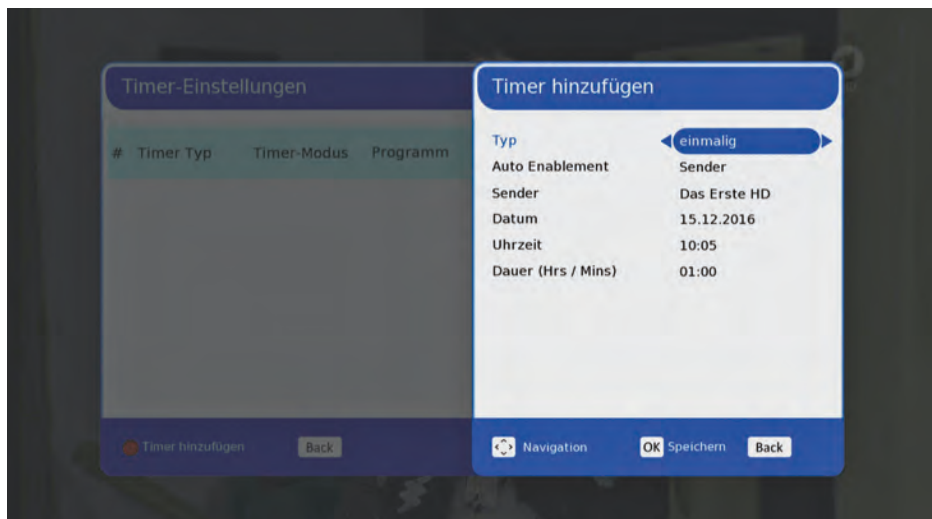 Timer-Einstellungen
# Timer Typ Timer-Modus Programm
Timer hinzufügen Back
Timer hinzufügen
Typ einmalig
Auto Enablement Sender
Sender Das Erste HD
Datum 15.12.2016
Uhrzeit 10:05
Dauer (Hrs / Mins) 01:00
Navigation OK Speichern Back